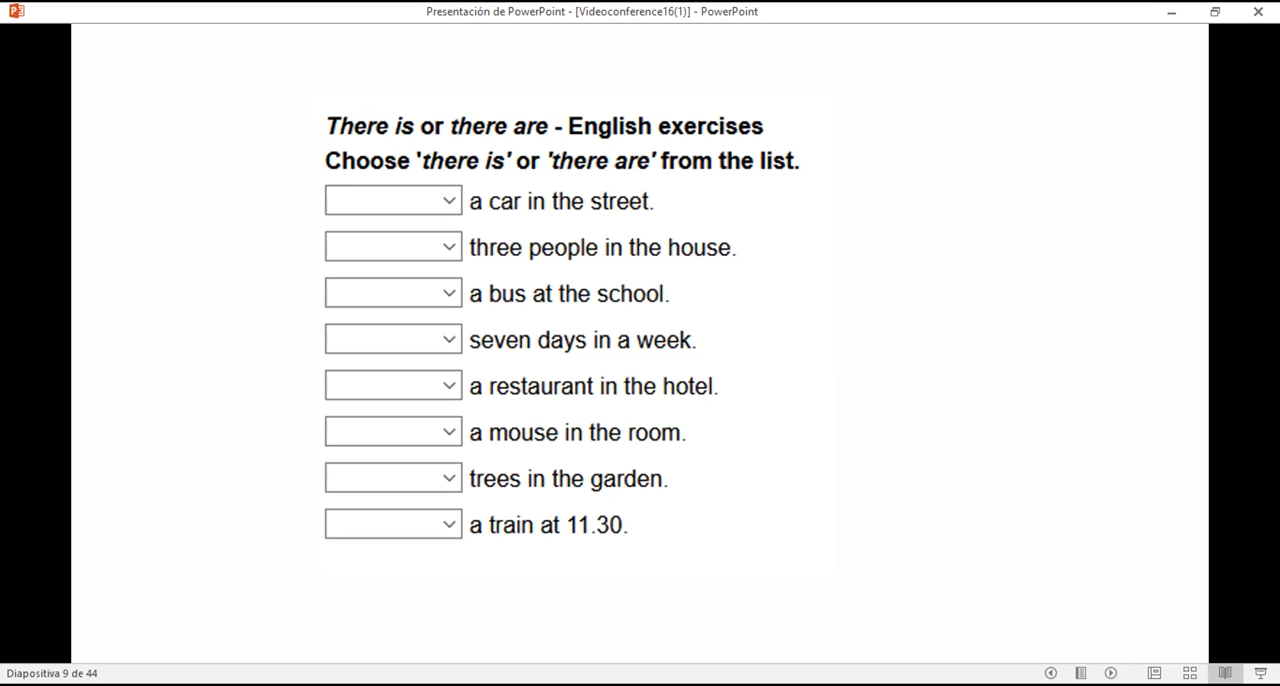 Presentación de PowerPoint - [Videoconference16(1)] - PowerPoint
There is or there are - English exercises
Choose 'there is' or 'there are' from the list.
a car in the street.
three people in the house.
a bus at the school.
seven days in a week.
a restaurant in the hotel.
a mouse in the room.
trees in the garden.
a train at 11.30.
Diapositiva 9 de 44